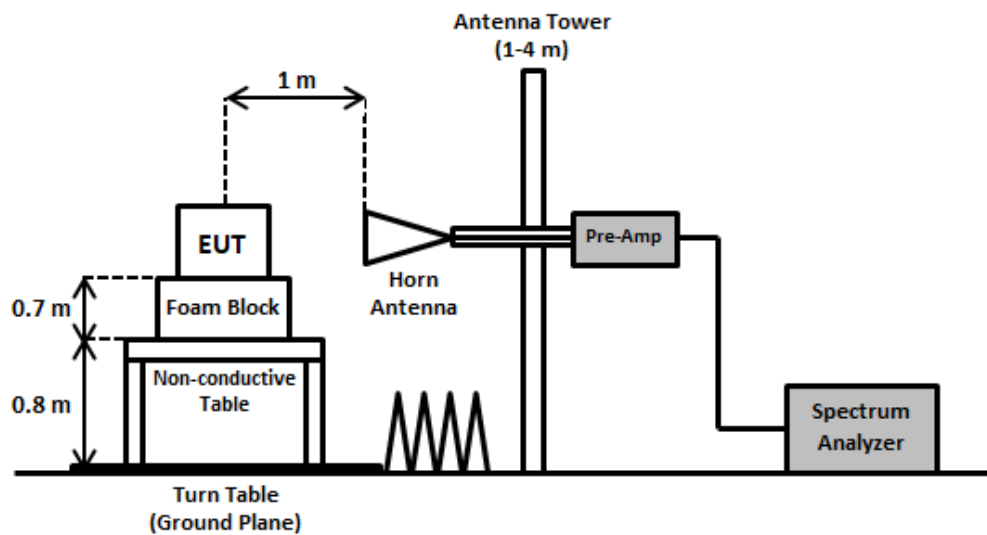 Antenna Tower
(1-4 m)
1 m
EUT
Pre-Amp
Horn
Antenna
0.7 m
Foam Block
Non-conductive
Table
0.8 m
Spectrum
Analyzer
Turn Table
(Ground Plane)